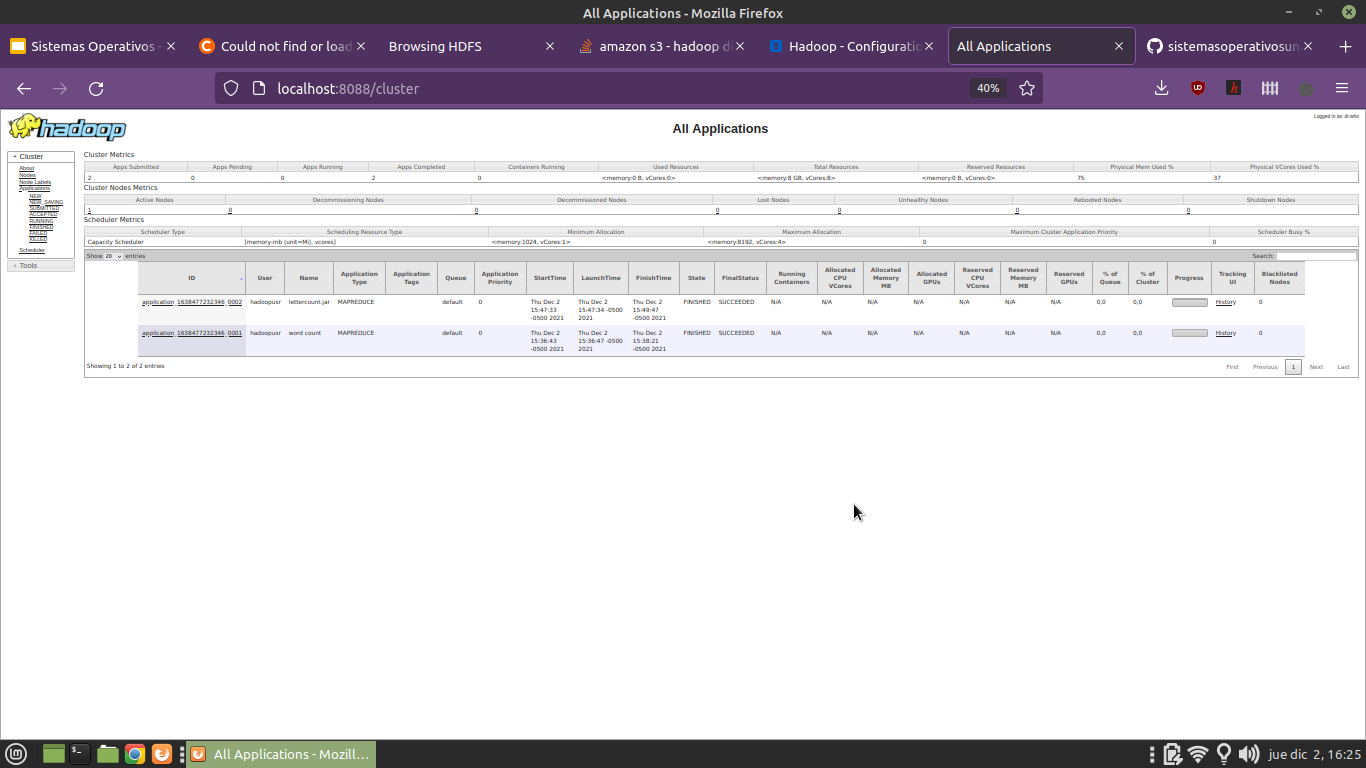 All Applications - Mozilla Firefox
Sistemas Operativos -
Could not find or load
Browsing HDFS
amazon s3 - hadoop d
Hadoop - Configuratio
All Applications
sistemasoperativosun
localhost:8088/cluster
40%
Logged in as: dr.who
hadoop
All Applications
Cluster
About
Nodes
Node Labels
Applications
NEW
NEW_SAVING
SUBMITTED
ACCEPTED
RUNNING
FINISHED
FAILED
KILLED
Scheduler
Tools
Cluster Metrics
Apps Submitted Apps Pending Apps Running Apps Completed Containers Running Used Resources Total Resources Reserved Resources Physical Mem Used % Physical VCores Used %
2 0 0 2 0 <memory:0 B, vCores:0> <memory:8 GB, vCores:8> <memory:0 B, vCores:0> 75 37
Cluster Nodes Metrics
Active Nodes Decommissioning Nodes Decommissioned Nodes Lost Nodes Unhealthy Nodes Rebooted Nodes Shutdown Nodes
1 0 0 0 0 0 0
Scheduler Metrics
Scheduler Type Scheduling Resource Type Minimum Allocation Maximum Allocation Maximum Cluster Application Priority Scheduler Busy %
Capacity Scheduler [memory-mb (unit=Mi), vcores] <memory:1024, vCores:1> <memory:8192, vCores:4> 0 0
Show 20 entries Search:
ID User Name Application Type Application Tags Queue Application Priority StartTime LaunchTime FinishTime State FinalStatus Running Containers Allocated CPU VCores Allocated Memory MB Allocated GPUs Reserved CPU VCores Reserved Memory MB Reserved GPUs % of Queue % of Cluster Progress Tracking UI Blacklisted Nodes
application_1638477232346_0002 hadoopusr lettercount.jar MAPREDUCE default 0 Thu Dec 2 15:47:33 -0500 2021 Thu Dec 2 15:47:34 -0500 2021 Thu Dec 2 15:49:47 -0500 2021 FINISHED SUCCEEDED N/A N/A N/A N/A N/A N/A N/A 0,0 0,0 History 0
application_1638477232346_0001 hadoopusr word count MAPREDUCE default 0 Thu Dec 2 15:36:43 -0500 2021 Thu Dec 2 15:36:47 -0500 2021 Thu Dec 2 15:38:21 -0500 2021 FINISHED SUCCEEDED N/A N/A N/A N/A N/A N/A N/A 0,0 0,0 History 0
Showing 1 to 2 of 2 entries
First Previous 1 Next Last
All Applications - Mozill...
jue dic 2, 16:25